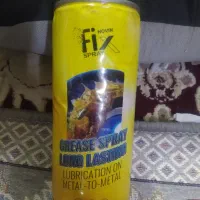 fix
SPRAY
GREASE SPRAY
LONG LASTING
LUBRICATION ON
METAL-TO-METAL